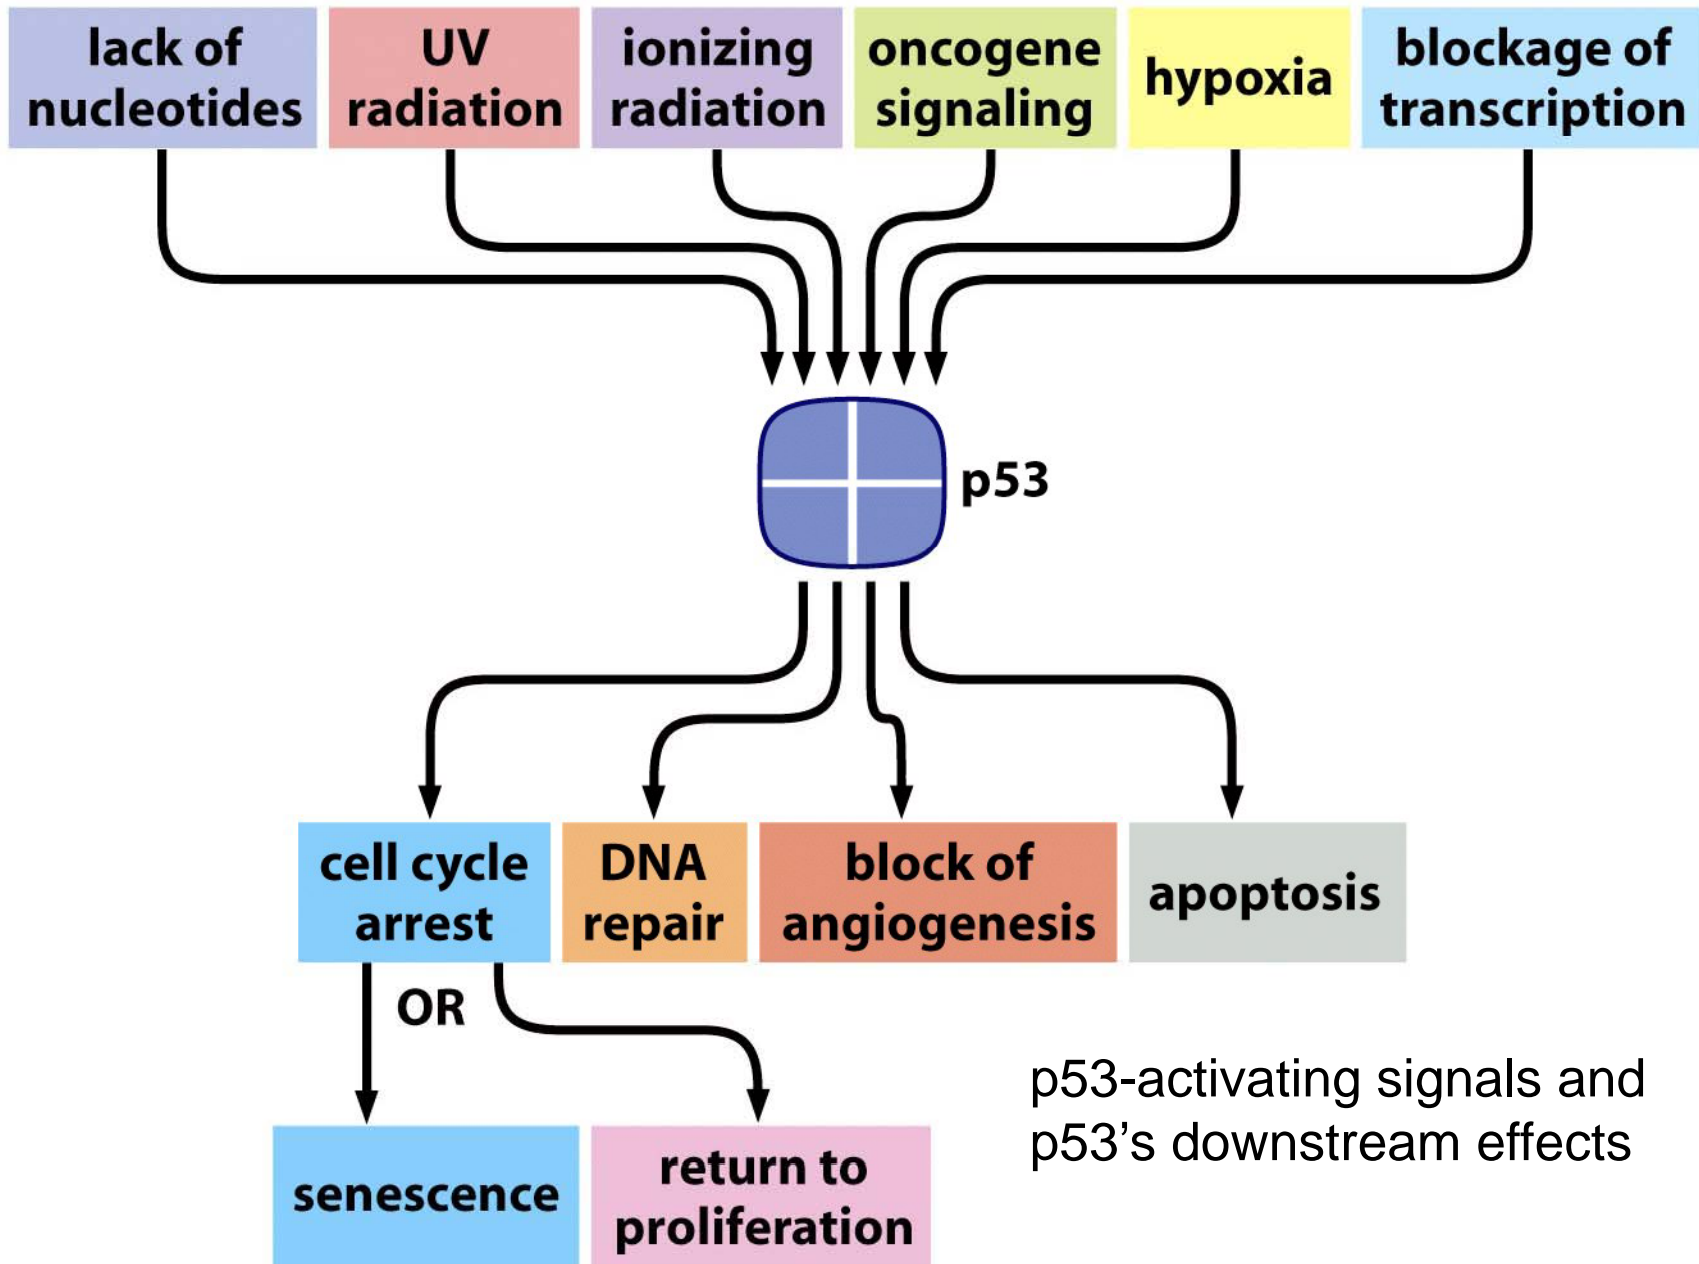 lack of
nucleotides
UV
radiation
ionizing
radiation
oncogene
signaling
hypoxia
blockage of
transcription
p53
cell cycle
arrest
DNA
repair
block of
angiogenesis
apoptosis
OR
senescence
return to
proliferation
p53-activating signals and
p53’s downstream effects